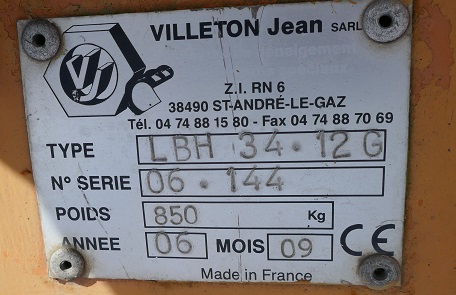 VILLETON Jean SARL
VJ
Z.I. RN 6
38490 ST-ANDRÉ-LE-GAZ
Tél. 04 74 88 15 80 - Fax 04 74 88 70 69
TYPE LBH 34·12 G
N° SERIE 06·144
POIDS 850 Kg
ANNEE 06 MOIS 09 CE
Made in France